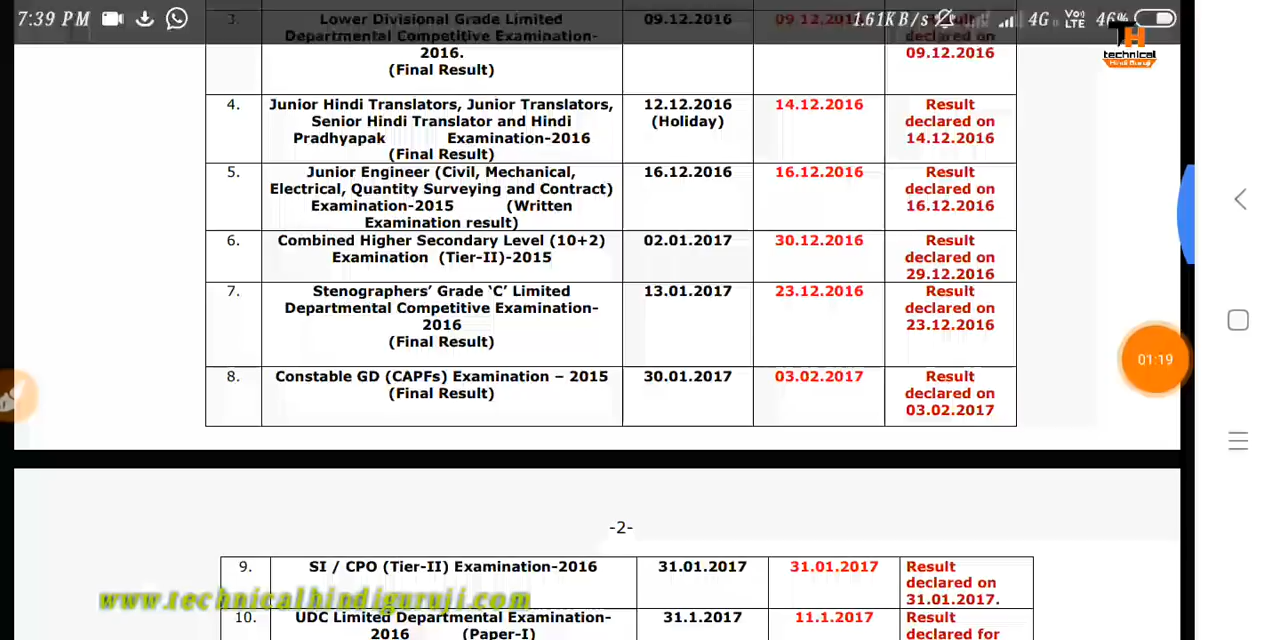 7:39 PM 1.61KB/s 4G VoLTE 46%
technical
Hindi Guruji
3. Lower Divisional Grade Limited 09.12.2016 Result
Departmental Competitive Examination- declared on
2016. 09.12.2016
(Final Result)
4. Junior Hindi Translators, Junior Translators, 12.12.2016 14.12.2016 Result
Senior Hindi Translator and Hindi (Holiday) declared on
Pradhyapak Examination-2016 14.12.2016
(Final Result)
5. Junior Engineer (Civil, Mechanical, 16.12.2016 16.12.2016 Result
Electrical, Quantity Surveying and Contract) declared on
Examination-2015 (Written 16.12.2016
Examination result)
6. Combined Higher Secondary Level (10+2) 02.01.2017 30.12.2016 Result
Examination (Tier-II)-2015 declared on
29.12.2016
7. Stenographers’ Grade ‘C’ Limited 13.01.2017 23.12.2016 Result
Departmental Competitive Examination- declared on
2016 23.12.2016
(Final Result)
8. Constable GD (CAPFs) Examination – 2015 30.01.2017 03.02.2017 Result
(Final Result) declared on
03.02.2017
01:19
-2-
9. SI / CPO (Tier-II) Examination-2016 31.01.2017 31.01.2017 Result
declared on
31.01.2017.
www.technicalhindiguruji.com
10. UDC Limited Departmental Examination- 31.1.2017 11.1.2017 Result
2016 (Paper-I) declared for